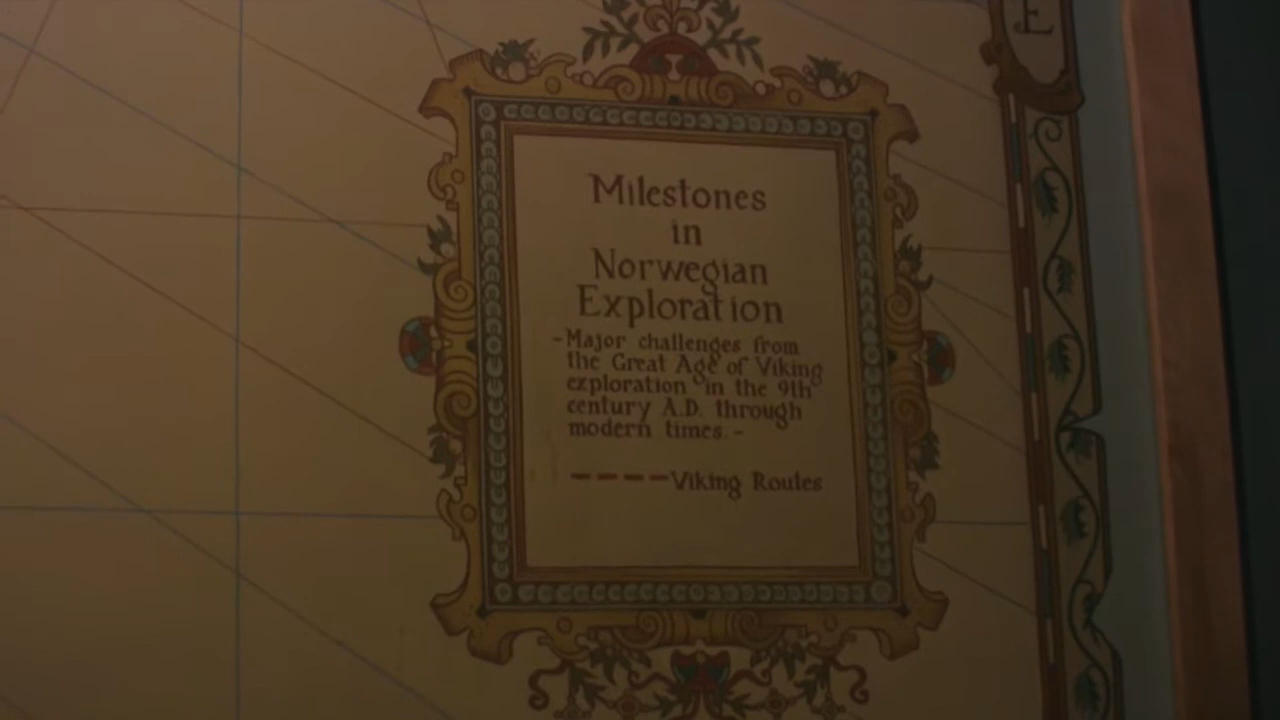 E
Milestones
in
Norwegian
Exploration
-Major challenges from
the Great Age of Viking
exploration in the 9th
century A.D. through
modern times.-
----Viking Routes